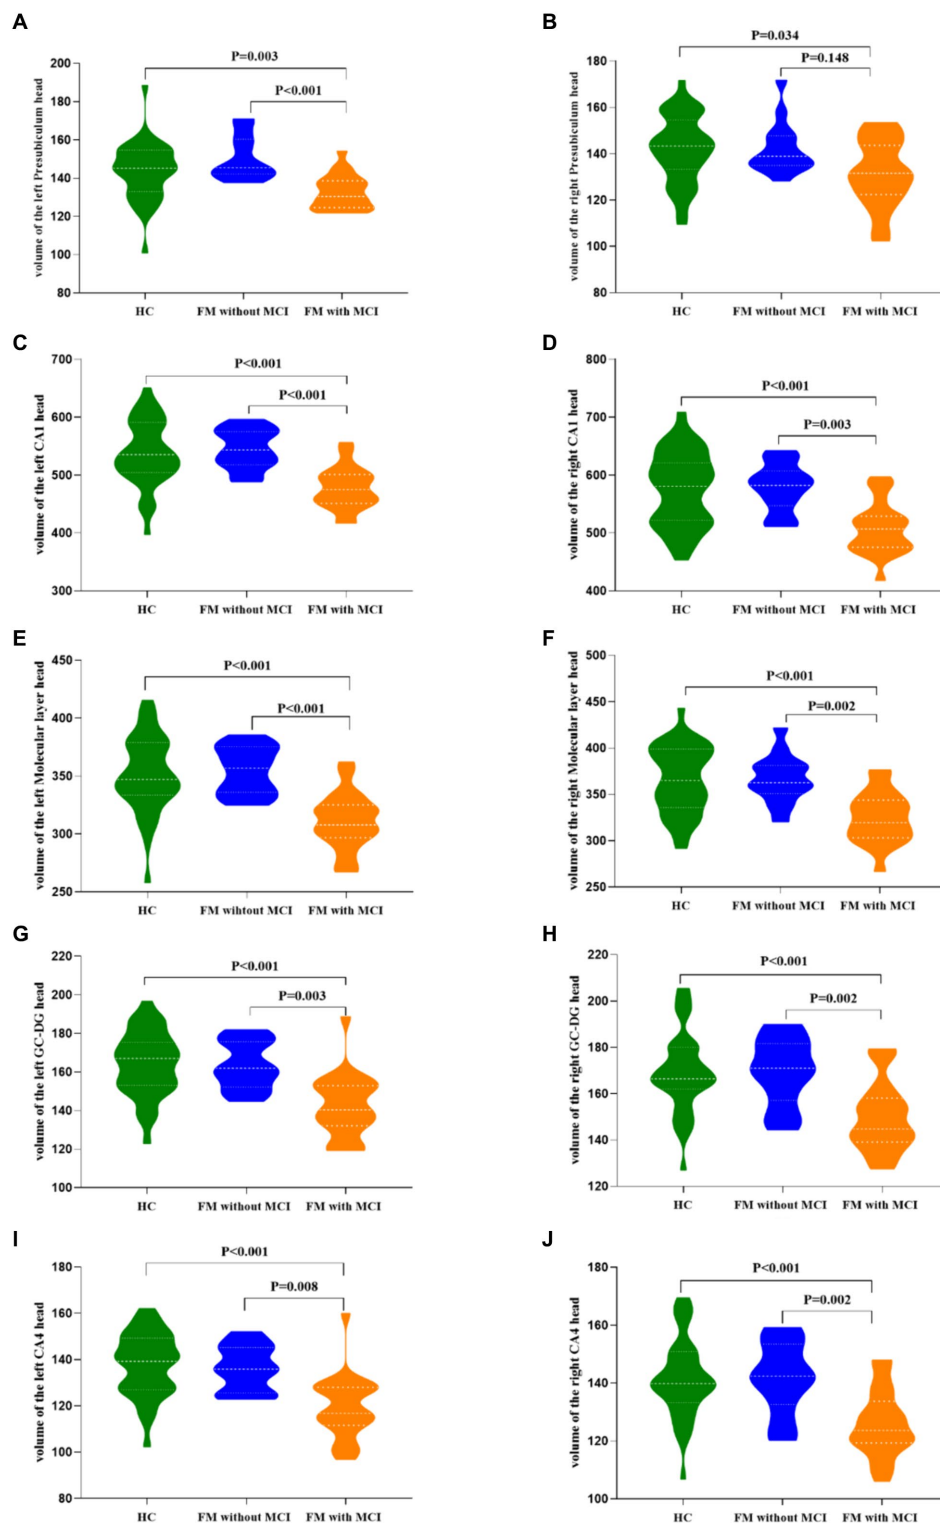 A
P=0.003
P<0.001
200
180
160
140
120
100
80
volume of the left Presubiculum head
HC
FM without MCI
FM with MCI
B
P=0.034
P=0.148
180
160
140
120
100
80
volume of the right Presubiculum head
HC
FM without MCI
FM with MCI
C
P<0.001
P<0.001
700
600
500
400
300
volume of the left CA1 head
HC
FM without MCI
FM with MCI
D
P<0.001
P=0.003
800
700
600
500
400
volume of the right CA1 head
HC
FM without MCI
FM with MCI
E
P<0.001
P<0.001
450
400
350
300
250
volume of the left Molecular layer head
HC
FM wihtout MCI
FM with MCI
F
P<0.001
P=0.002
500
450
400
350
300
250
volume of the right Molecular layer head
HC
FM without MCI
FM with MCI
G
P<0.001
P=0.003
220
200
180
160
140
120
100
volume of the left GC-DG head
HC
FM without MCI
FM with MCI
H
P<0.001
P=0.002
220
200
180
160
140
120
volume of the right GC-DG head
HC
FM without MCI
FM with MCI
I
P<0.001
P=0.008
180
160
140
120
100
80
volume of the left CA4 head
HC
FM without MCI
FM with MCI
J
P<0.001
P=0.002
180
160
140
120
100
volume of the right CA4 head
HC
FM without MCI
FM with MCI